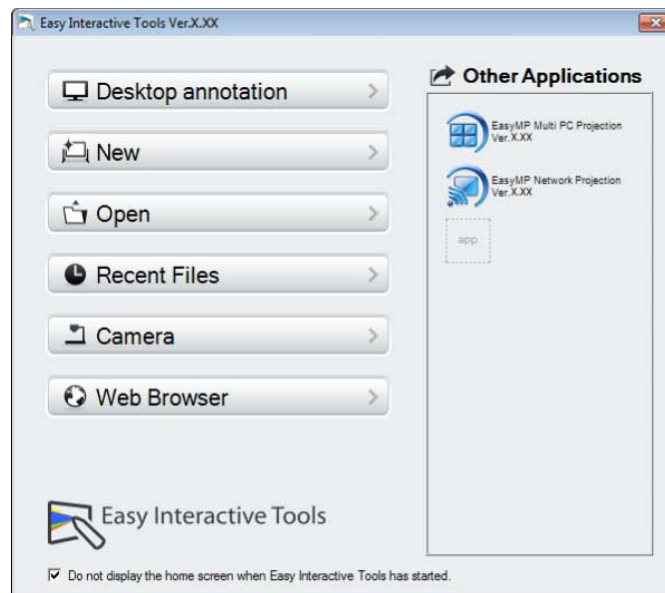 Easy Interactive Tools Ver.X.XX
Desktop annotation
New
Open
Recent Files
Camera
Web Browser
Other Applications
EasyMP Multi PC Projection
Ver.X.XX
EasyMP Network Projection
Ver.X.XX
app
Easy Interactive Tools
Do not display the home screen when Easy Interactive Tools has started.